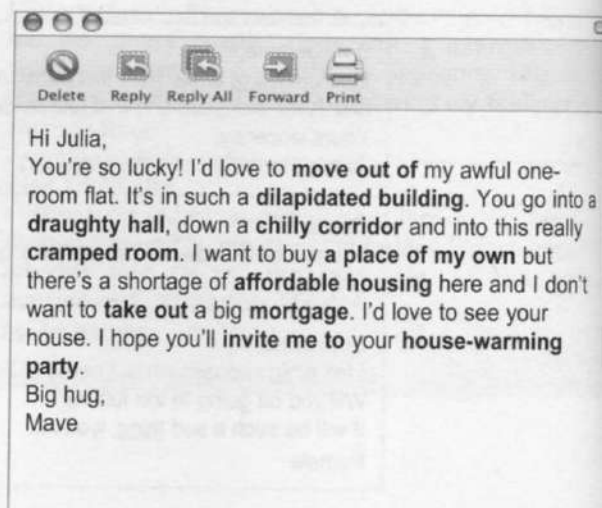 Delete Reply Reply All Forward Print
Hi Julia,
You're so lucky! I'd love to move out of my awful one-
room flat. It's in such a dilapidated building. You go into a
draughty hall, down a chilly corridor and into this really
cramped room. I want to buy a place of my own but
there's a shortage of affordable housing here and I don't
want to take out a big mortgage. I'd love to see your
house. I hope you'll invite me to your house-warming
party.
Big hug,
Mave